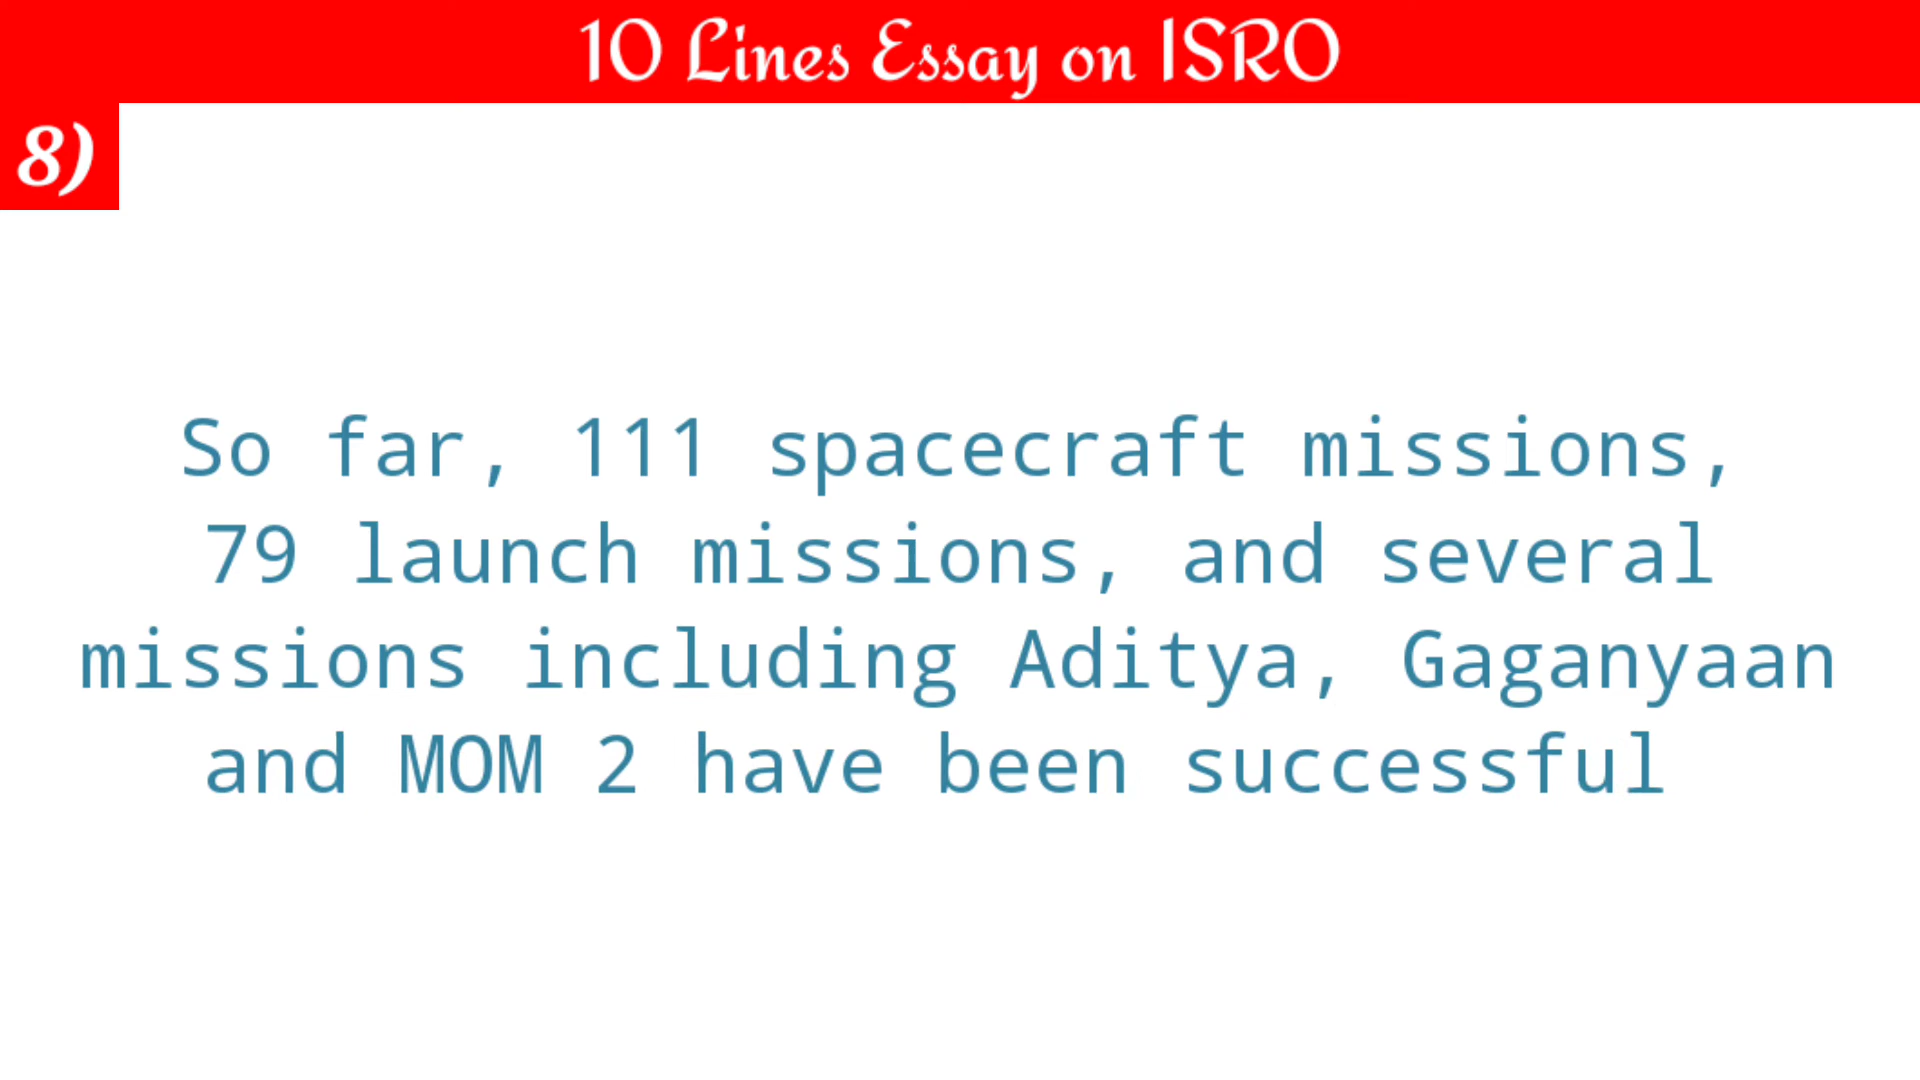 10 Lines Essay on ISRO
8)
So far, 111 spacecraft missions,
79 launch missions, and several
missions including Aditya, Gaganyaan
and MOM 2 have been successful